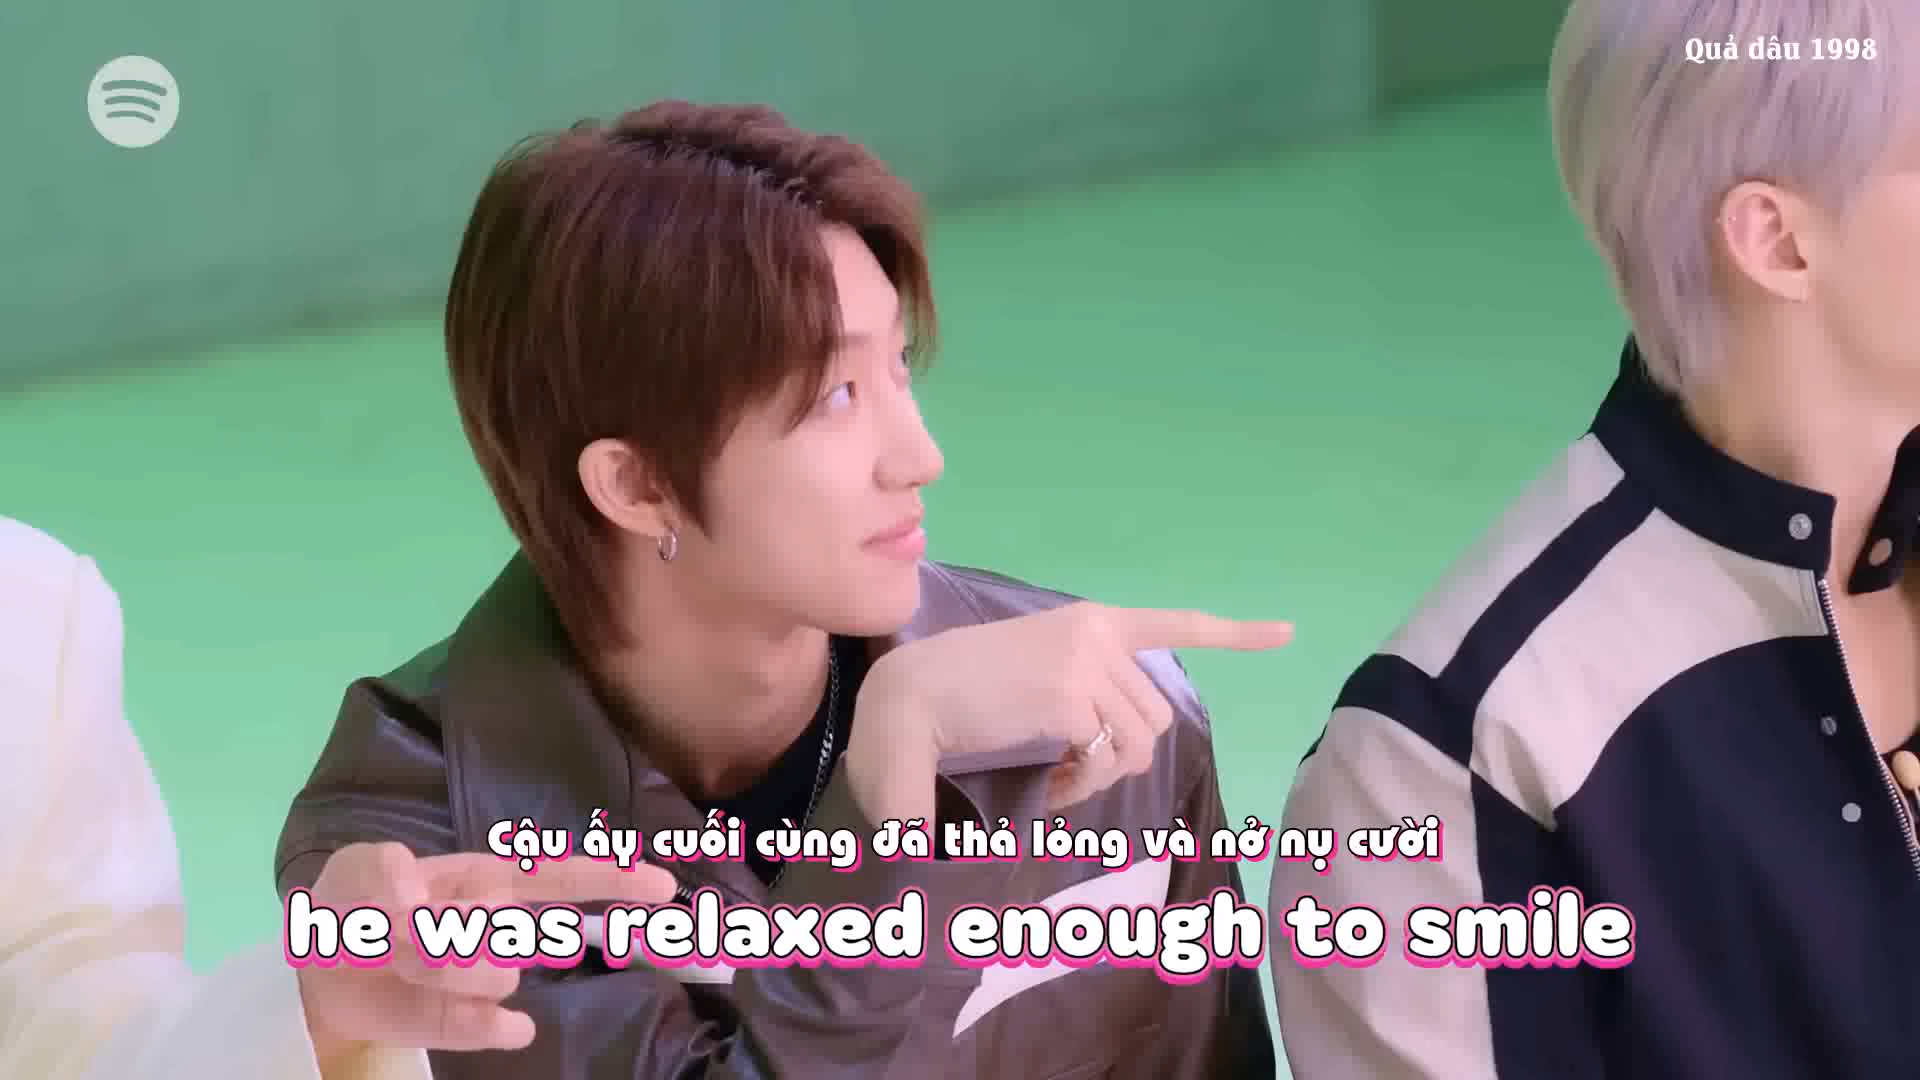 Quả dâu 1998
Cậu ấy cuối cùng đã thả lỏng và nở nụ cười
he was relaxed enough to smile